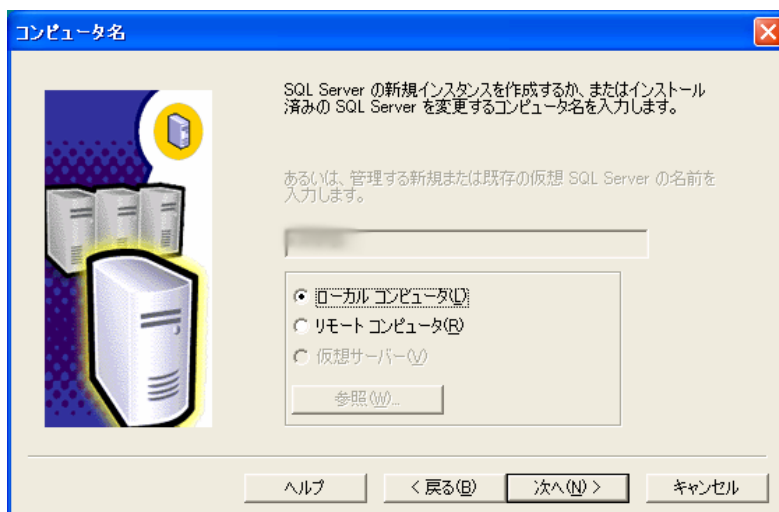 コンピュータ名
SQL Server の新規インスタンスを作成するか、またはインストール
済みの SQL Server を変更するコンピュータ名を入力します。
あるいは、管理する新規または既存の仮想 SQL Server の名前を
入力します。
ローカル コンピュータ(L)
リモート コンピュータ(R)
仮想サーバー(V)
参照(W)...
ヘルプ
< 戻る(B)
次へ(N) >
キャンセル